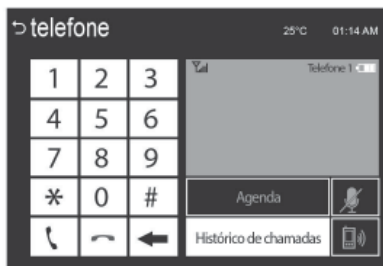 telefone 25°C 01:14 AM
1 2 3 Telefone 1
4 5 6
7 8 9
* 0 # Agenda
Histórico de chamadas